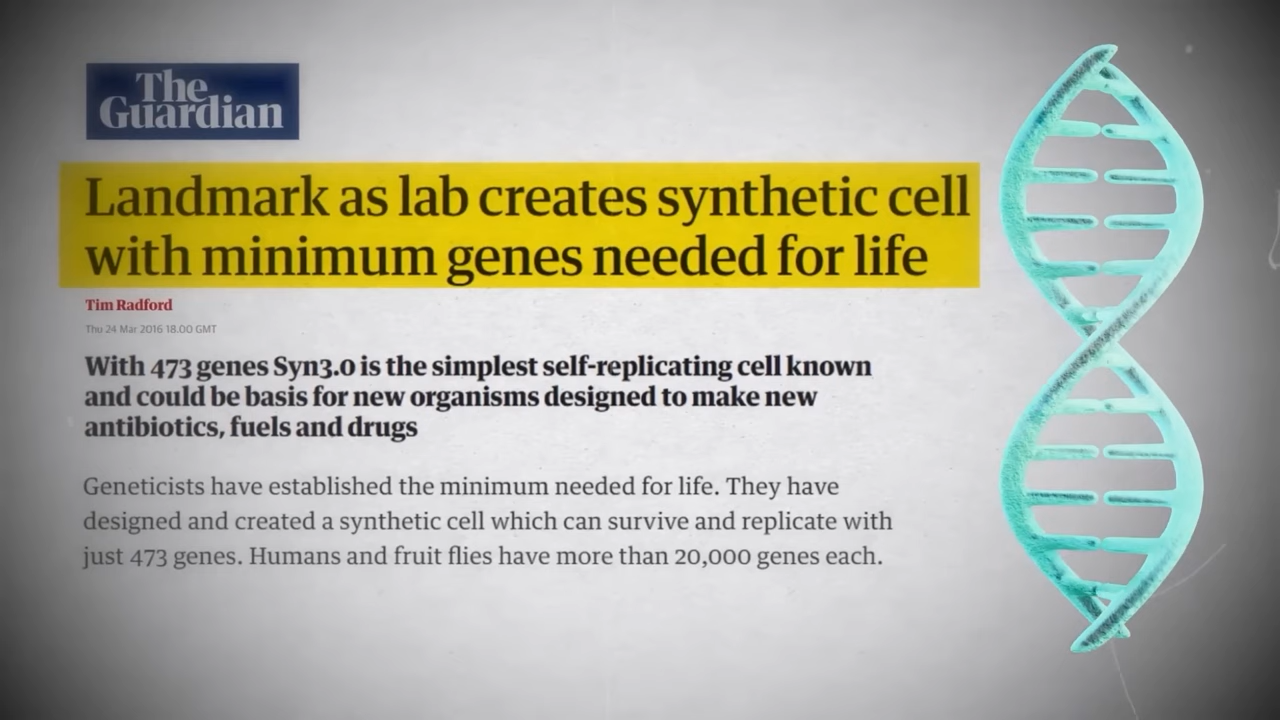 The
Guardian
Landmark as lab creates synthetic cell
with minimum genes needed for life
Tim Radford
Thu 24 Mar 2016 18.00 GMT
With 473 genes Syn3.0 is the simplest self-replicating cell known
and could be basis for new organisms designed to make new
antibiotics, fuels and drugs
Geneticists have established the minimum needed for life. They have
designed and created a synthetic cell which can survive and replicate with
just 473 genes. Humans and fruit flies have more than 20,000 genes each.